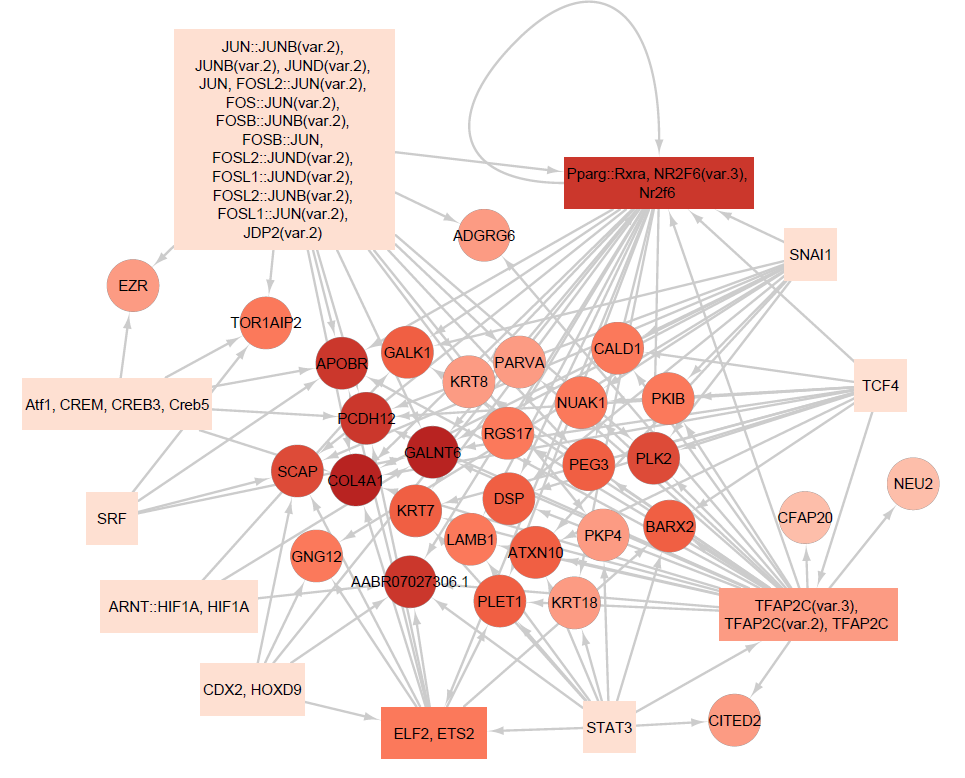 JUN::JUNB(var.2),
JUNB(var.2), JUND(var.2),
JUN, FOSL2::JUN(var.2),
FOS::JUN(var.2),
FOSB::JUNB(var.2),
FOSB::JUN,
FOSL2::JUND(var.2),
FOSL1::JUND(var.2),
FOSL2::JUNB(var.2),
FOSL1::JUN(var.2),
JDP2(var.2)
Pparg::Rxra, NR2F6(var.3),
Nr2f6
ADGRG6
SNAI1
EZR
TOR1AIP2
APOBR
GALK1
PARVA
CALD1
KRT8
TCF4
Atf1, CREM, CREB3, Creb5
PCDH12
NUAK1
PKIB
RGS17
GALNT6
SCAP
COL4A1
PEG3
PLK2
NEU2
SRF
KRT7
DSP
CFAP20
BARX2
PKP4
LAMB1
ATXN10
GNG12
AABR07027306.1
ARNT::HIF1A, HIF1A
PLET1
KRT18
TFAP2C(var.3),
TFAP2C(var.2), TFAP2C
CDX2, HOXD9
ELF2, ETS2
STAT3
CITED2